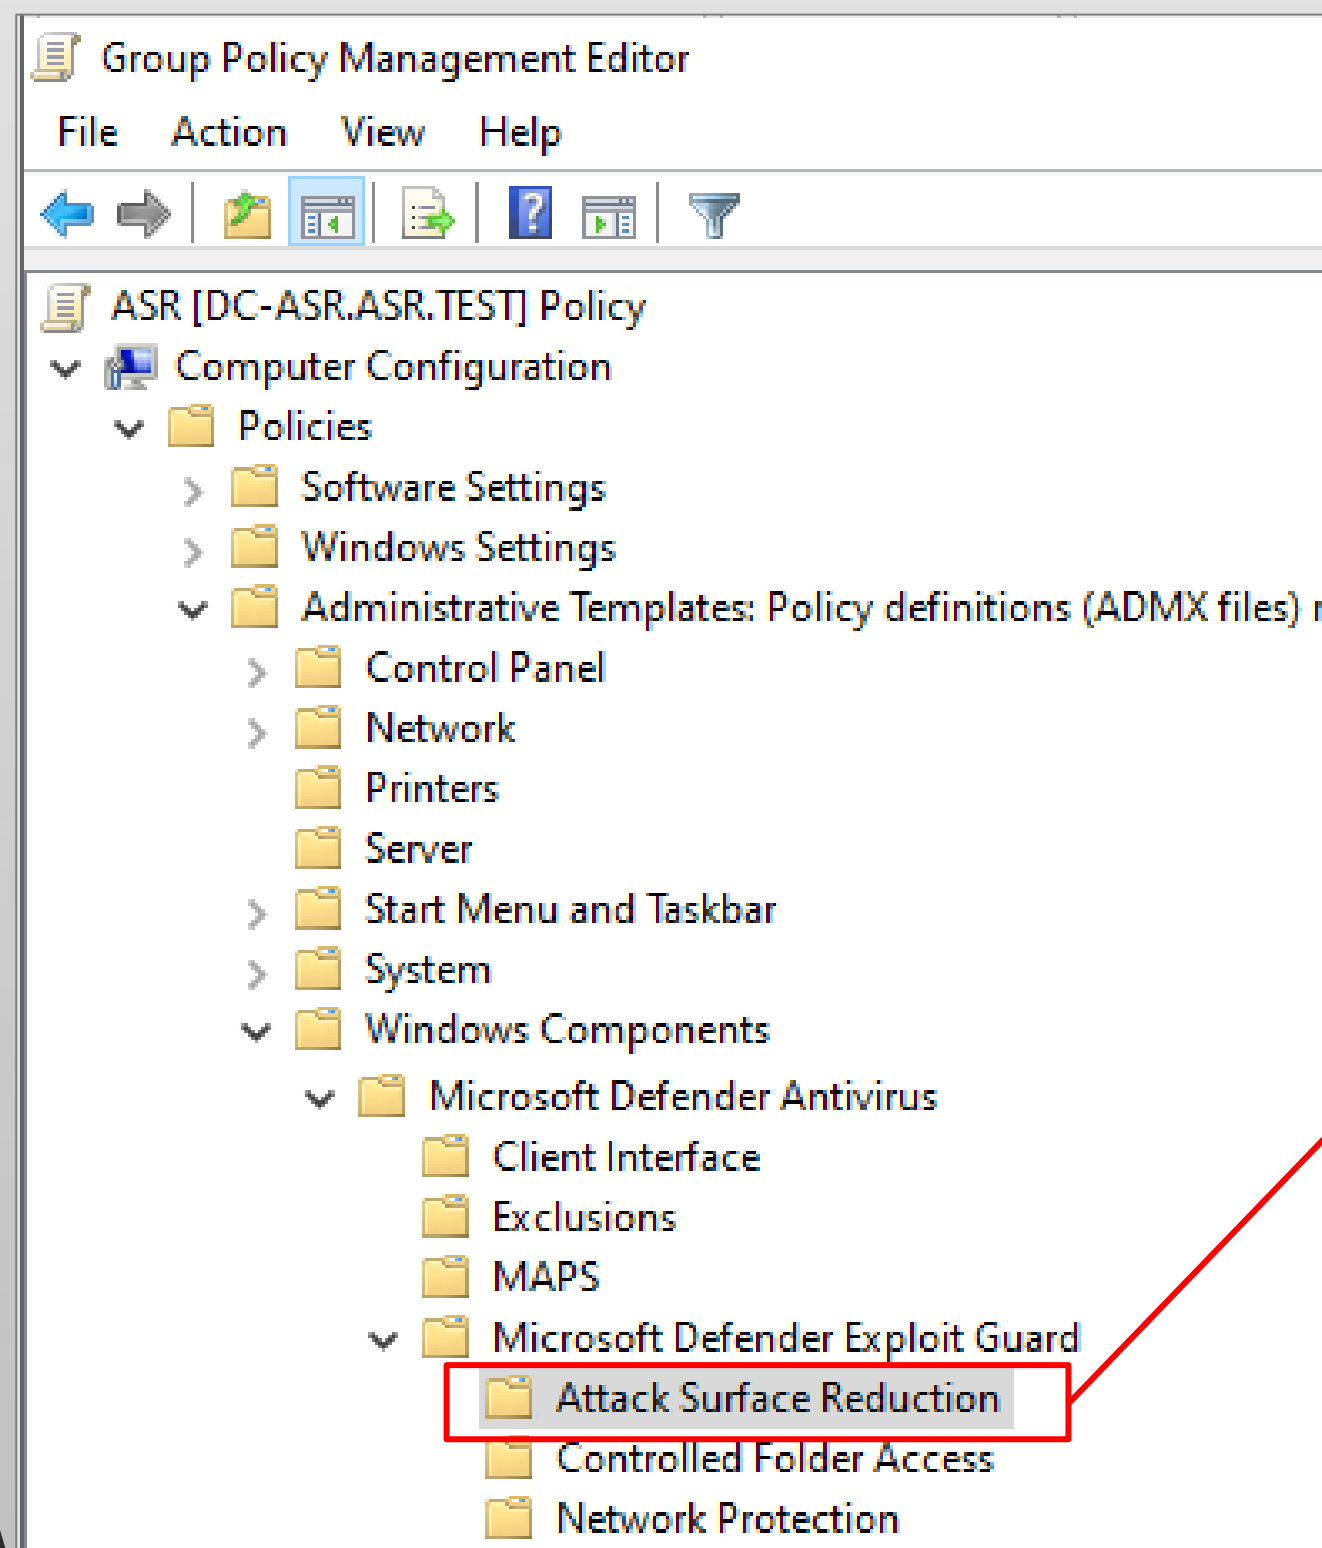 Group Policy Management Editor
File Action View Help
ASR [DC-ASR.ASR.TEST] Policy
Computer Configuration
Policies
Software Settings
Windows Settings
Administrative Templates: Policy definitions (ADMX files)
Control Panel
Network
Printers
Server
Start Menu and Taskbar
System
Windows Components
Microsoft Defender Antivirus
Client Interface
Exclusions
MAPS
Microsoft Defender Exploit Guard
Attack Surface Reduction
Controlled Folder Access
Network Protection